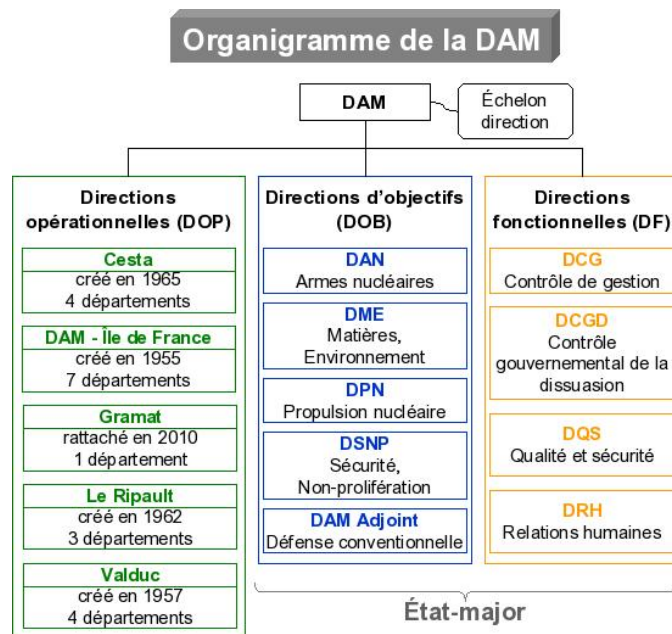 Organigramme de la DAM
DAM
Échelon
direction
Directions
opérationnelles (DOP)
Cesta
créé en 1965
4 départements
DAM - Île de France
créé en 1955
7 départements
Gramat
rattaché en 2010
1 département
Le Ripault
créé en 1962
3 départements
Valduc
créé en 1957
4 départements
Directions d'objectifs
(DOB)
DAN
Armes nucléaires
DME
Matières,
Environnement
DPN
Propulsion nucléaire
DSNP
Sécurité,
Non-prolifération
DAM Adjoint
Défense conventionnelle
Directions
fonctionnelles (DF)
DCG
Contrôle de gestion
DCGD
Contrôle
gouvernemental de la
dissuasion
DQS
Qualité et sécurité
DRH
Relations humaines
État-major